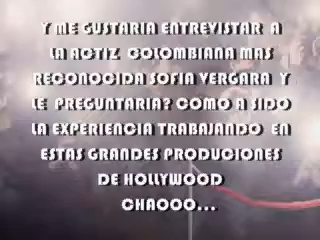 Y ME GUSTARIA ENTREVISTAR A
LA ACTIZ COLOMBIANA MAS
RECONOCIDA SOFIA VERGARA Y
LE PREGUNTARIA? COMO A SIDO
LA EXPERIENCIA TRABAJANDO EN
ESTAS GRANDES PRODUCIONES
DE HOLLYWOOD
CHAOOO...